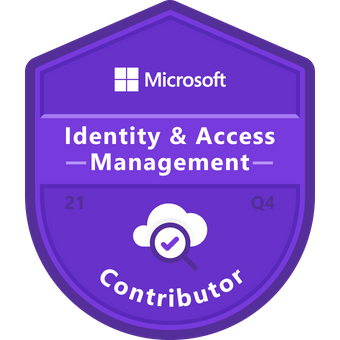 Microsoft
Identity & Access
Management
21 Q4
Contributor